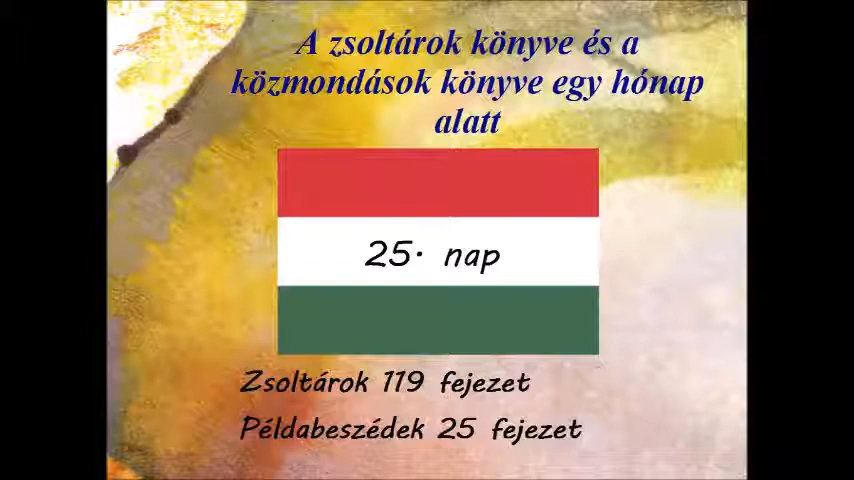 A zsoltárok könyve és a
közmondások könyve egy hónap
alatt
25. nap
Zsoltárok 119 fejezet
Példabeszédek 25 fejezet